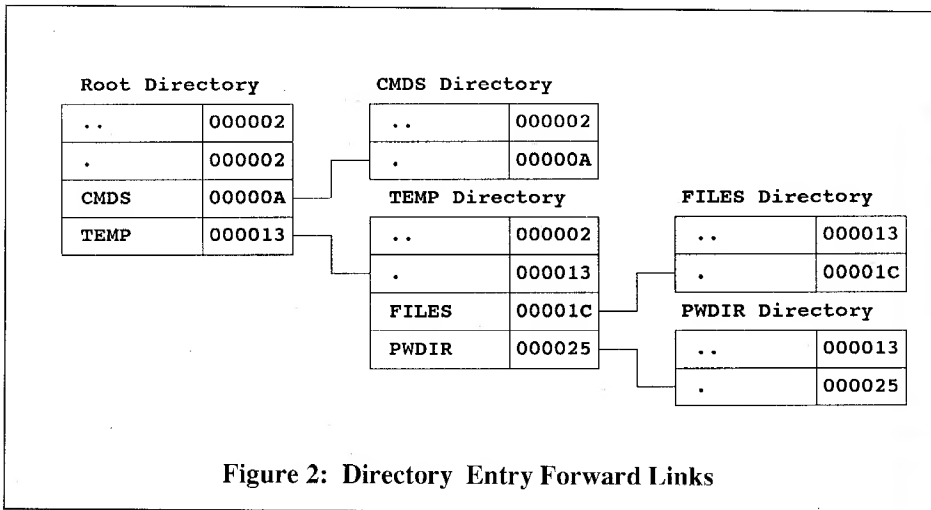 Root Directory
.. 000002
. 000002
CMDS 00000A
TEMP 000013
CMDS Directory
.. 000002
. 00000A
TEMP Directory
.. 000002
. 000013
FILES 00001C
PWDIR 000025
FILES Directory
.. 000013
. 00001C
PWDIR Directory
.. 000013
. 000025
Figure 2: Directory Entry Forward Links